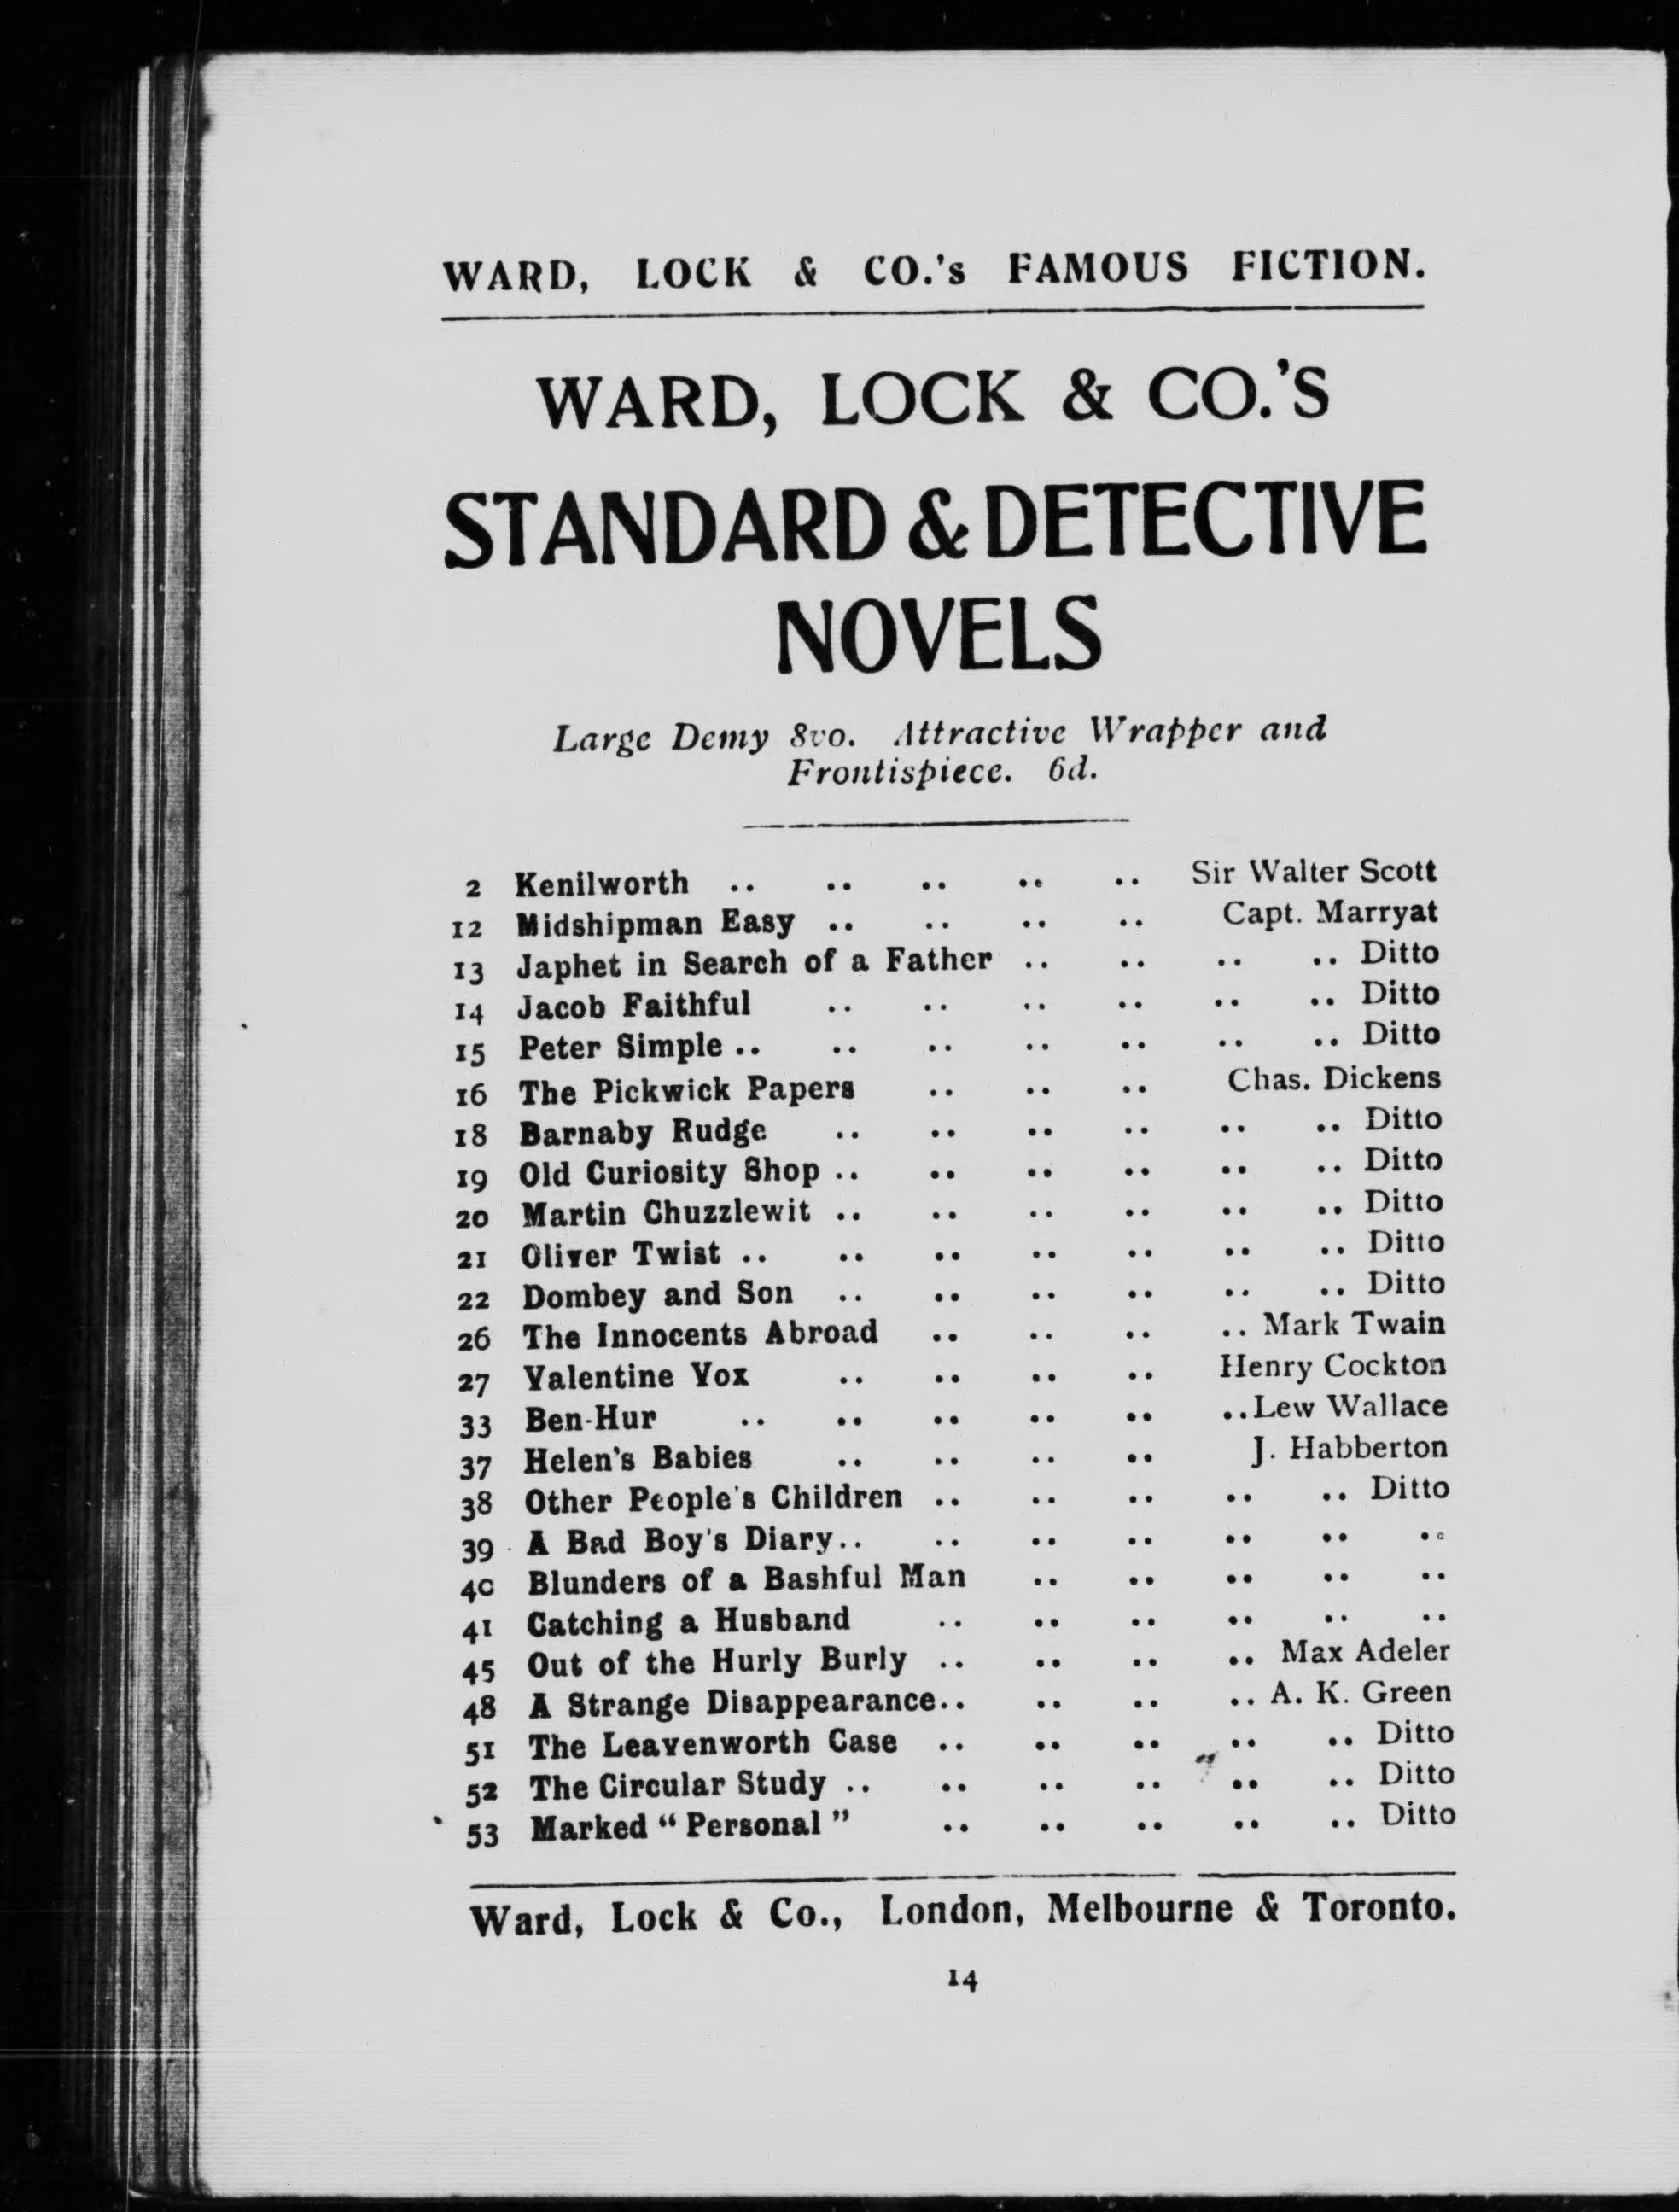 WARD, LOCK & CO.'s FAMOUS FICTION.
WARD, LOCK & CO.'S
STANDARD & DETECTIVE
NOVELS
Large Demy 8vo. Attractive Wrapper and
Frontispiece. 6d.
2 Kenilworth .. .. .. .. .. Sir Walter Scott
12 Midshipman Easy .. .. .. .. Capt. Marryat
13 Japhet in Search of a Father .. .. .. .. Ditto
14 Jacob Faithful .. .. .. .. .. .. Ditto
15 Peter Simple .. .. .. .. .. .. .. Ditto
16 The Pickwick Papers .. .. .. Chas. Dickens
18 Barnaby Rudge .. .. .. .. .. .. Ditto
19 Old Curiosity Shop .. .. .. .. .. .. Ditto
20 Martin Chuzzlewit .. .. .. .. .. .. Ditto
21 Oliver Twist .. .. .. .. .. .. .. Ditto
22 Dombey and Son .. .. .. .. .. .. Ditto
26 The Innocents Abroad .. .. .. .. Mark Twain
27 Valentine Vox .. .. .. .. Henry Cockton
33 Ben-Hur .. .. .. .. .. .. Lew Wallace
37 Helen's Babies .. .. .. .. J. Habberton
38 Other People's Children .. .. .. .. .. Ditto
39 A Bad Boy's Diary .. .. .. .. .. .. ..
40 Blunders of a Bashful Man .. .. .. .. ..
41 Catching a Husband .. .. .. .. .. ..
45 Out of the Hurly Burly .. .. .. .. Max Adeler
48 A Strange Disappearance .. .. .. .. A. K. Green
51 The Leavenworth Case .. .. .. .. .. Ditto
52 The Circular Study .. .. .. .. .. .. Ditto
53 Marked "Personal" .. .. .. .. .. Ditto
Ward, Lock & Co., London, Melbourne & Toronto.
14